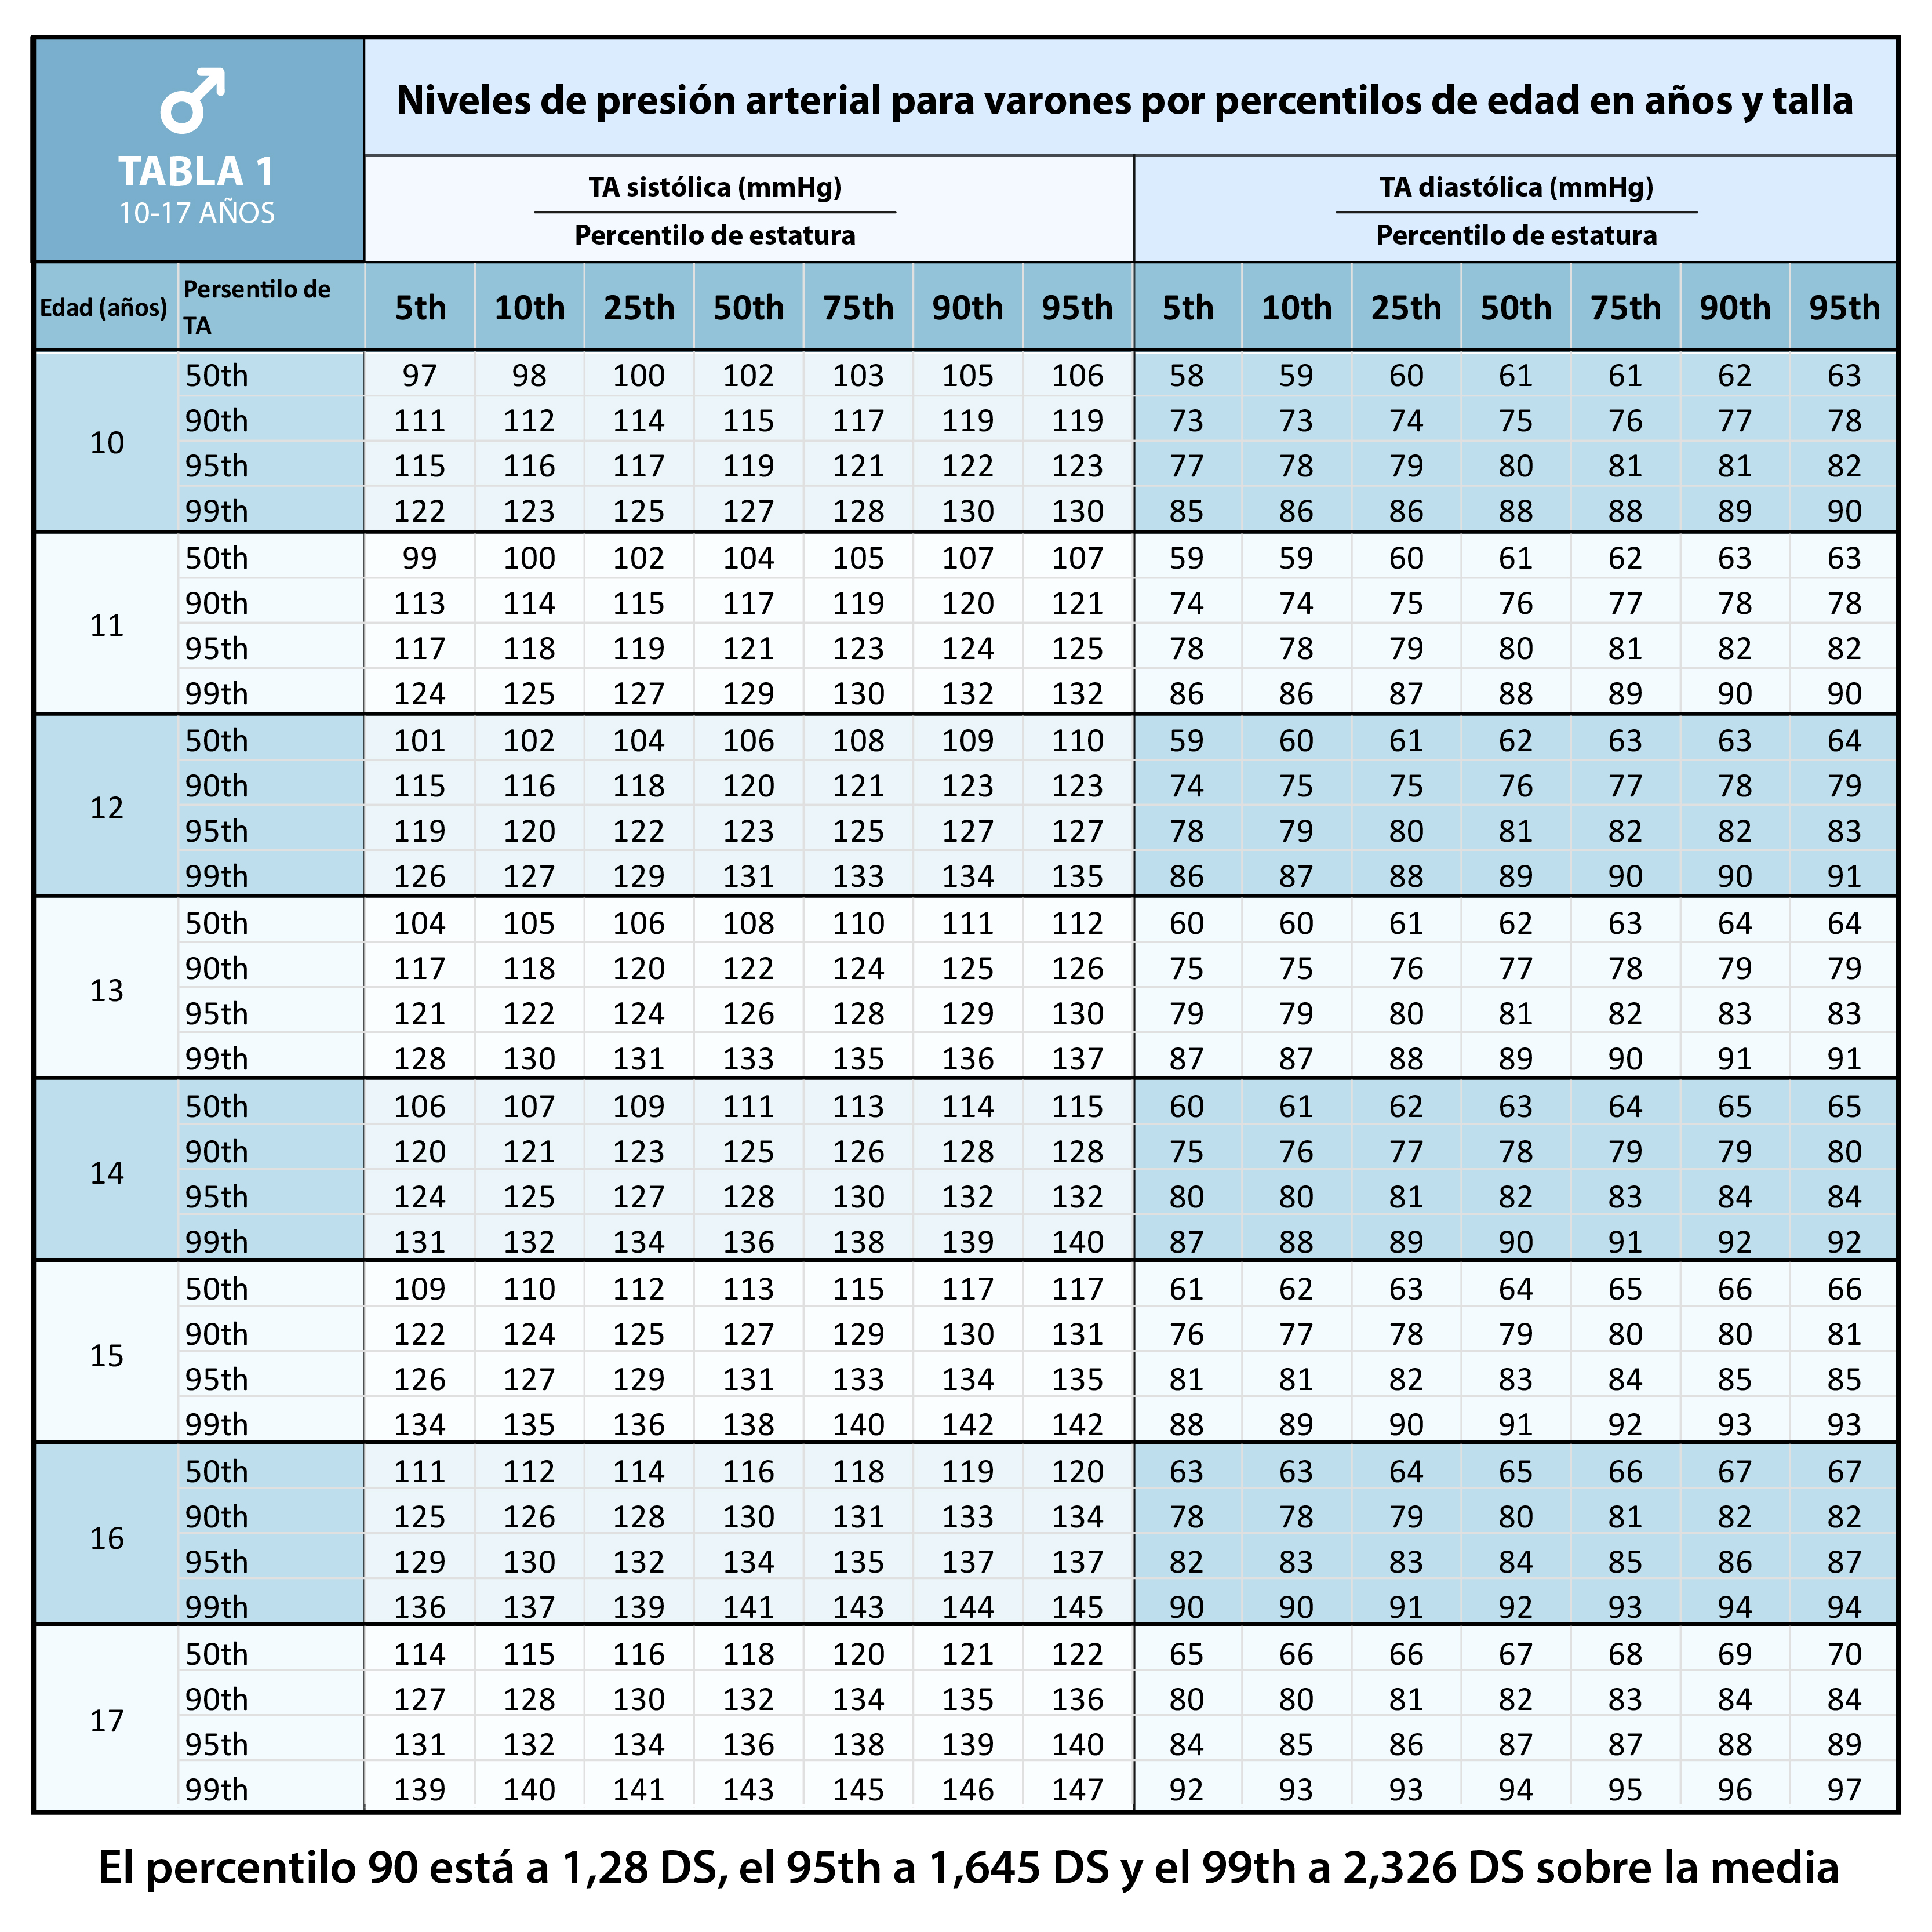 TABLA 1
10-17 AÑOS
Niveles de presión arterial para varones por percentilos de edad en años y talla
TA sistólica (mmHg) TA diastólica (mmHg)
Percentilo de estatura Percentilo de estatura
Edad (años) Persentilo de TA 5th 10th 25th 50th 75th 90th 95th 5th 10th 25th 50th 75th 90th 95th
10
50th 97 98 100 102 103 105 106 58 59 60 61 61 62 63
90th 111 112 114 115 117 119 119 73 73 74 75 76 77 78
95th 115 116 117 119 121 122 123 77 78 79 80 81 81 82
99th 122 123 125 127 128 130 130 85 86 86 88 88 89 90
11
50th 99 100 102 104 105 107 107 59 59 60 61 62 63 63
90th 113 114 115 117 119 120 121 74 74 75 76 77 78 78
95th 117 118 119 121 123 124 125 78 78 79 80 81 82 82
99th 124 125 127 129 130 132 132 86 86 87 88 89 90 90
12
50th 101 102 104 106 108 109 110 59 60 61 62 63 63 64
90th 115 116 118 120 121 123 123 74 75 75 76 77 78 79
95th 119 120 122 123 125 127 127 78 79 80 81 82 82 83
99th 126 127 129 131 133 134 135 86 87 88 89 90 90 91
13
50th 104 105 106 108 110 111 112 60 60 61 62 63 64 64
90th 117 118 120 122 124 125 126 75 75 76 77 78 79 79
95th 121 122 124 126 128 129 130 79 79 80 81 82 83 83
99th 128 130 131 133 135 136 137 87 87 88 89 90 91 91
14
50th 106 107 109 111 113 114 115 60 61 62 63 64 65 65
90th 120 121 123 125 126 128 128 75 76 77 78 79 79 80
95th 124 125 127 128 130 132 132 80 80 81 82 83 84 84
99th 131 132 134 136 138 139 140 87 88 89 90 91 92 92
15
50th 109 110 112 113 115 117 117 61 62 63 64 65 66 66
90th 122 124 125 127 129 130 131 76 77 78 79 80 80 81
95th 126 127 129 131 133 134 135 81 81 82 83 84 85 85
99th 134 135 136 138 140 142 142 88 89 90 91 92 93 93
16
50th 111 112 114 116 118 119 120 63 63 64 65 66 67 67
90th 125 126 128 130 131 133 134 78 78 79 80 81 82 82
95th 129 130 132 134 135 137 137 82 83 83 84 85 86 87
99th 136 137 139 141 143 144 145 90 90 91 92 93 94 94
17
50th 114 115 116 118 120 121 122 65 66 66 67 68 69 70
90th 127 128 130 132 134 135 136 80 80 81 82 83 84 84
95th 131 132 134 136 138 139 140 84 85 86 87 87 88 89
99th 139 140 141 143 145 146 147 92 93 93 94 95 96 97
El percentilo 90 está a 1,28 DS, el 95th a 1,645 DS y el 99th a 2,326 DS sobre la media